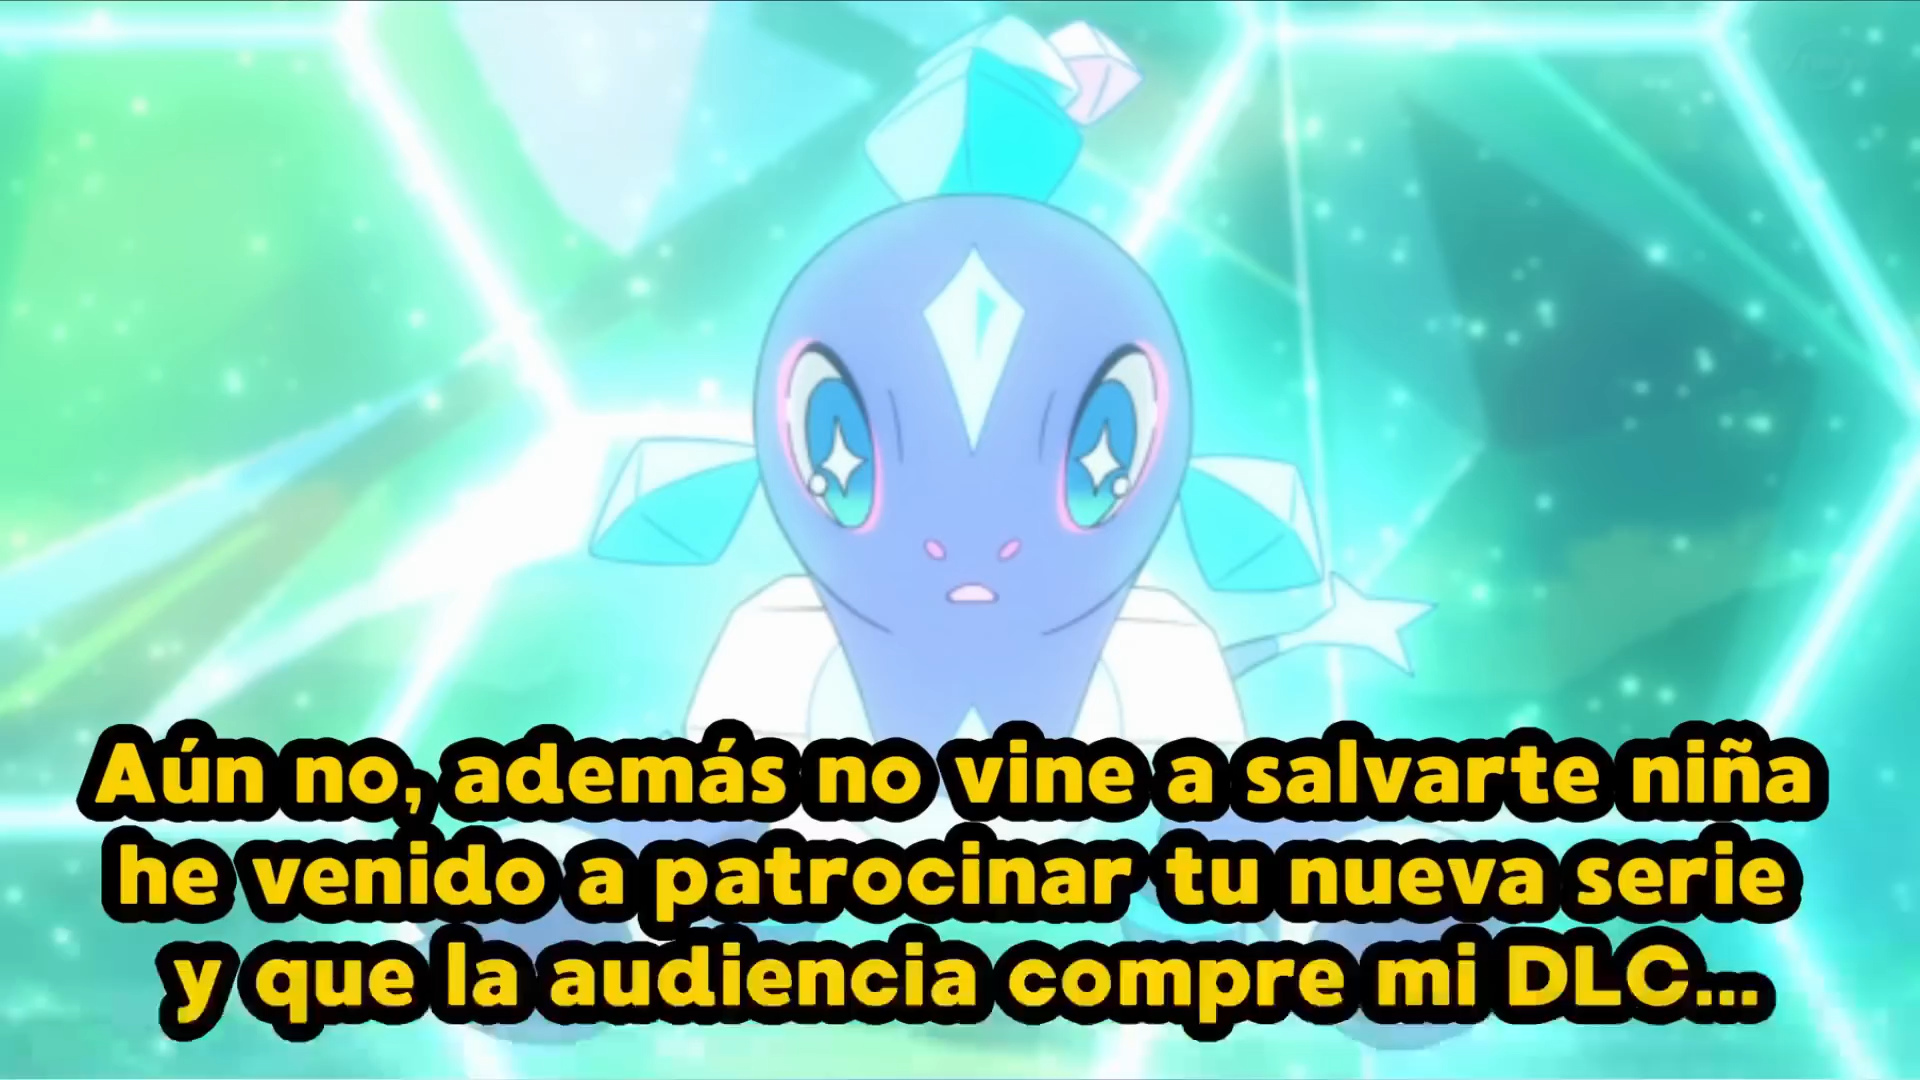 Aún no, además no vine a salvarte niña
he venido a patrocinar tu nueva serie
y que la audiencia compre mi DLC...